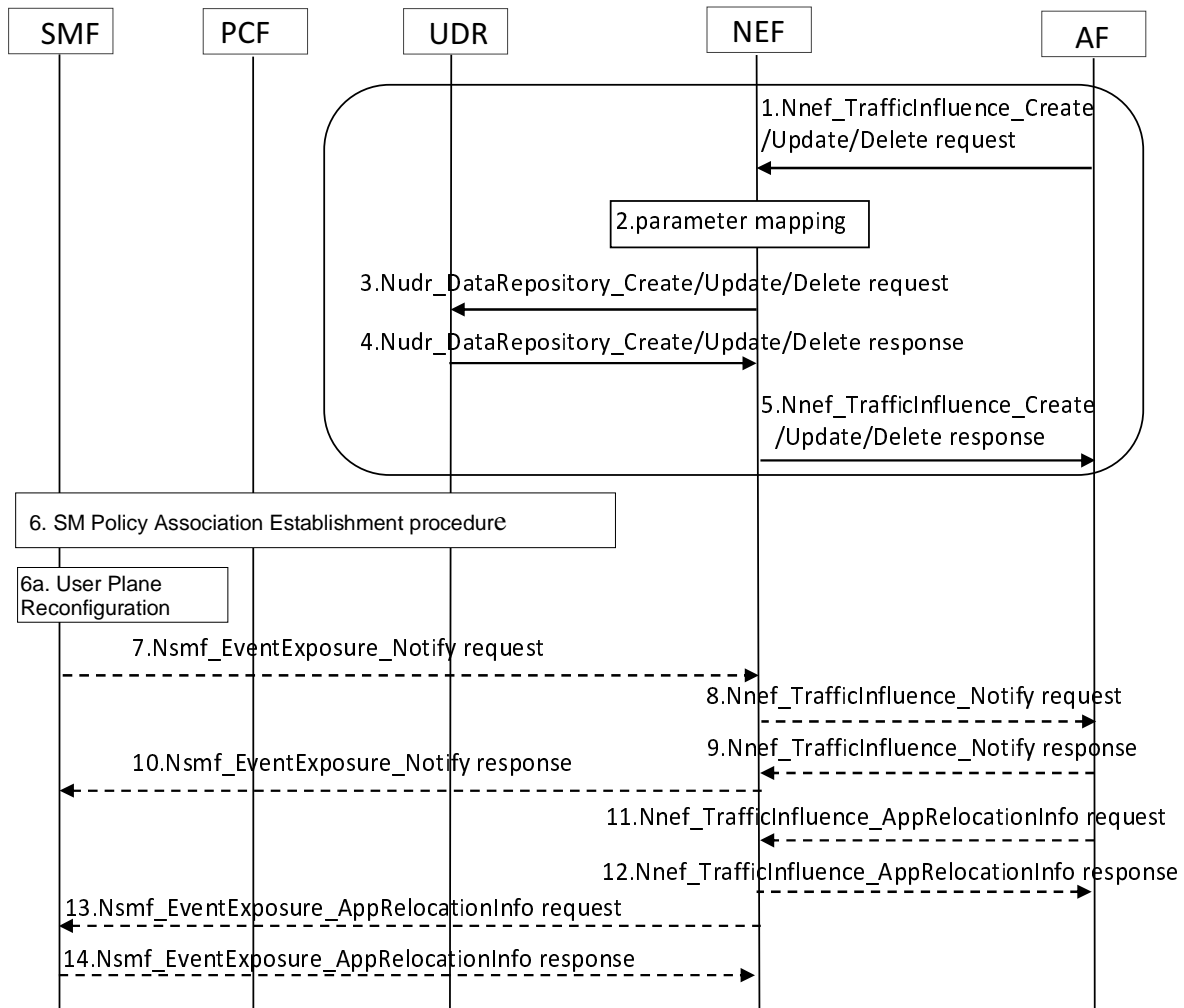 SMF
PCF
UDR
NEF
AF
1.Nnef_TrafficInfluence_Create
/Update/Delete request
2.parameter mapping
3.Nudr_DataRepository_Create/Update/Delete request
4.Nudr_DataRepository_Create/Update/Delete response
5.Nnef_TrafficInfluence_Create
/Update/Delete response
6. SM Policy Association Establishment procedure
6a. User Plane
Reconfiguration
7.Nsmf_EventExposure_Notify request
8.Nnef_TrafficInfluence_Notify request
9.Nnef_TrafficInfluence_Notify response
10.Nsmf_EventExposure_Notify response
11.Nnef_TrafficInfluence_AppRelocationInfo request
12.Nnef_TrafficInfluence_AppRelocationInfo response
13.Nsmf_EventExposure_AppRelocationInfo request
14.Nsmf_EventExposure_AppRelocationInfo response